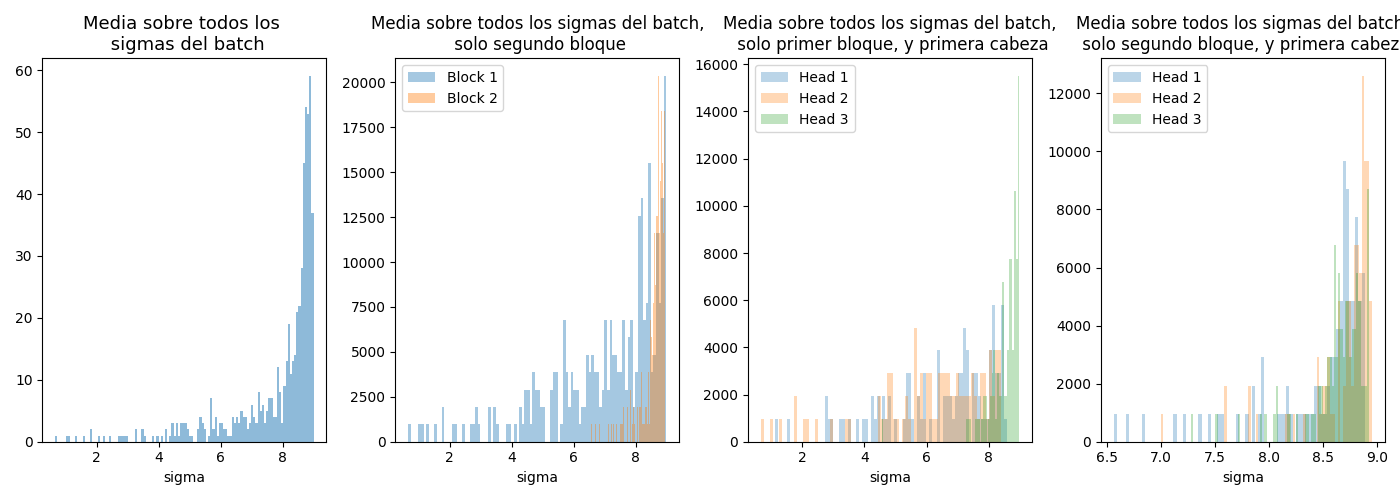 Media sobre todos los
sigmas del batch
60
50
40
30
20
10
0
2
4
6
8
sigma
Media sobre todos los sigmas del batch,
solo segundo bloque
Block 1
Block 2
20000
17500
15000
12500
10000
7500
5000
2500
0
2
4
6
8
sigma
Media sobre todos los sigmas del batch,
solo primer bloque, y primera cabeza
Head 1
Head 2
Head 3
16000
14000
12000
10000
8000
6000
4000
2000
0
2
4
6
8
sigma
Media sobre todos los sigmas del batch
solo segundo bloque, y primera cabez
Head 1
Head 2
Head 3
12000
10000
8000
6000
4000
2000
0
6.5
7.0
7.5
8.0
8.5
9.0
sigma